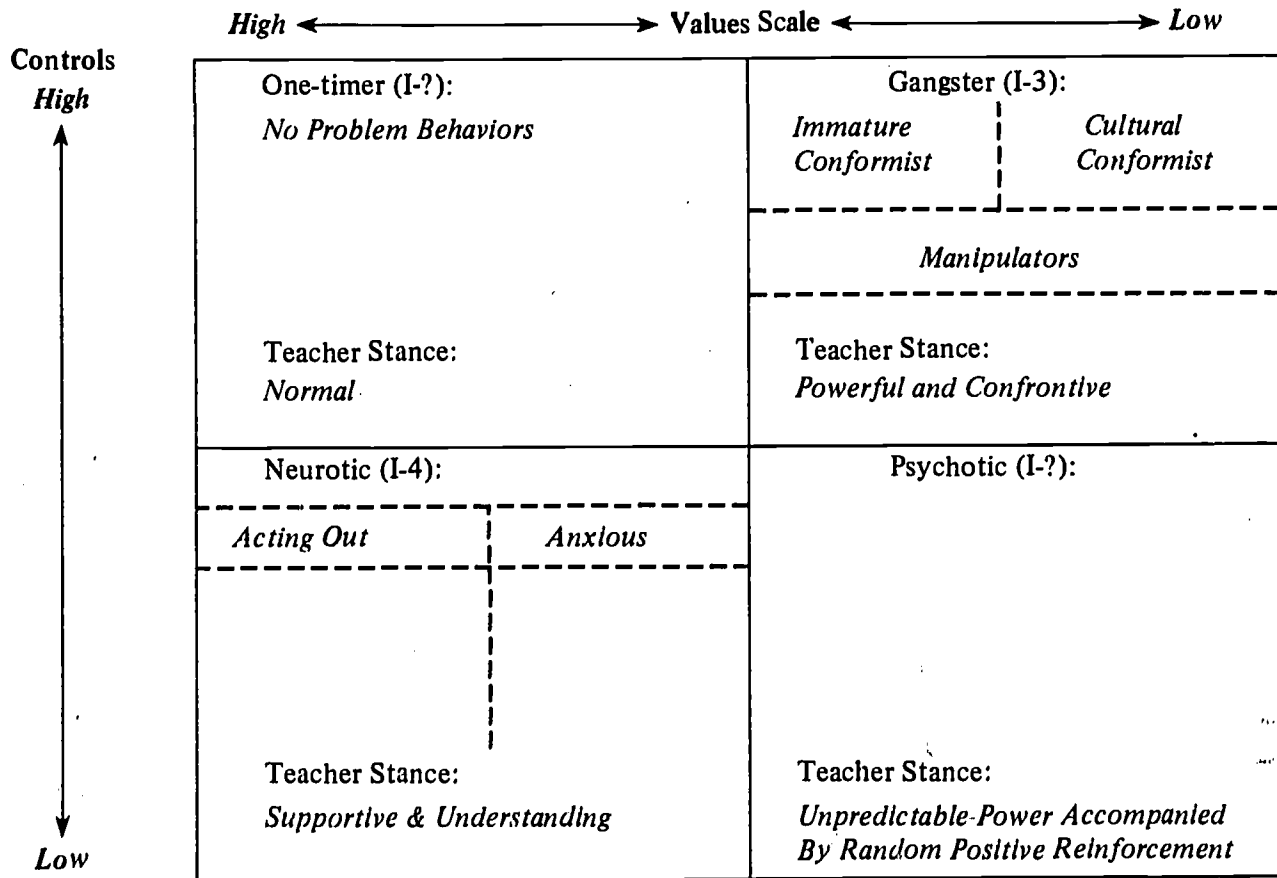 High Values Scale Low
Controls
High
One-timer (I-?):
No Problem Behaviors
Teacher Stance:
Normal
Gangster (I-3):
Immature
Conformist
Cultural
Conformist
Manipulators
Teacher Stance:
Powerful and Confrontive
Neurotic (I-4):
Acting Out
Anxious
Teacher Stance:
Supportive & Understanding
Psychotic (I-?):
Teacher Stance:
Unpredictable-Power Accompanied
By Random Positive Reinforcement
Low